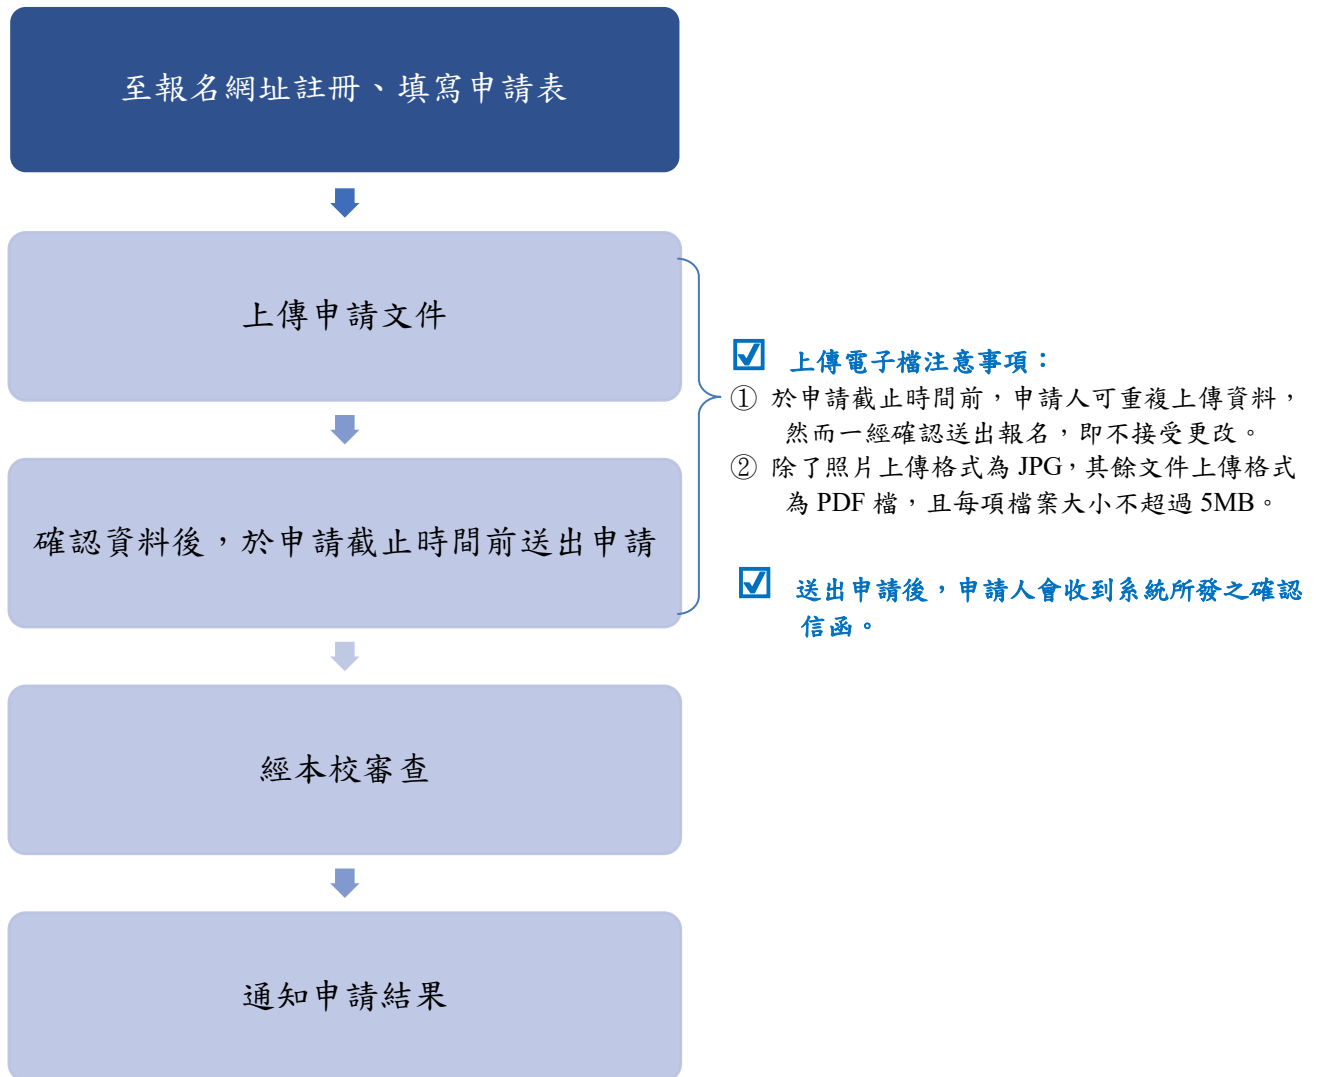 至報名網址註冊、填寫申請表
上傳申請文件
確認資料後，於申請截止時間前送出申請
☑ 上傳電子檔注意事項：
① 於申請截止時間前，申請人可重複上傳資料，
然而一經確認送出報名，即不接受更改。
② 除了照片上傳格式為 JPG，其餘文件上傳格式
為 PDF 檔，且每項檔案大小不超過 5MB。
☑ 送出申請後，申請人會收到系統所發之確認
信函。
經本校審查
通知申請結果